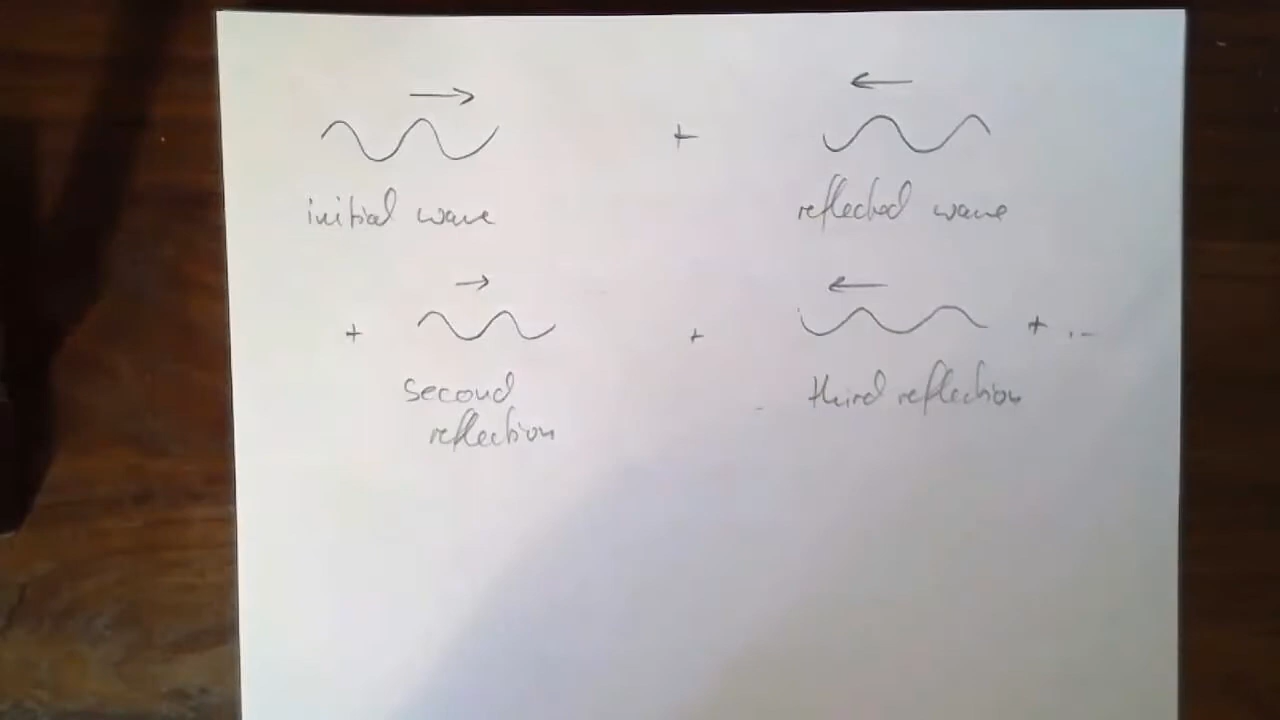 +
initial wave
reflected wave
+
+
+ ...
second
reflection
third reflection